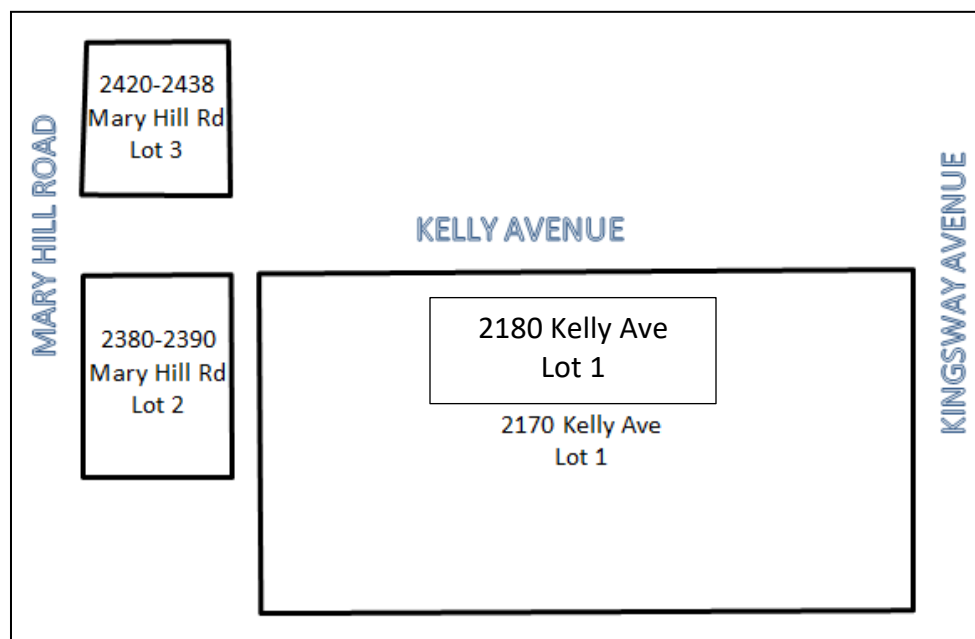 2420-2438
Mary Hill Rd
Lot 3
MARY HILL ROAD
KELLY AVENUE
KINGSWAY AVENUE
2380-2390
Mary Hill Rd
Lot 2
2180 Kelly Ave
Lot 1
2170 Kelly Ave
Lot 1